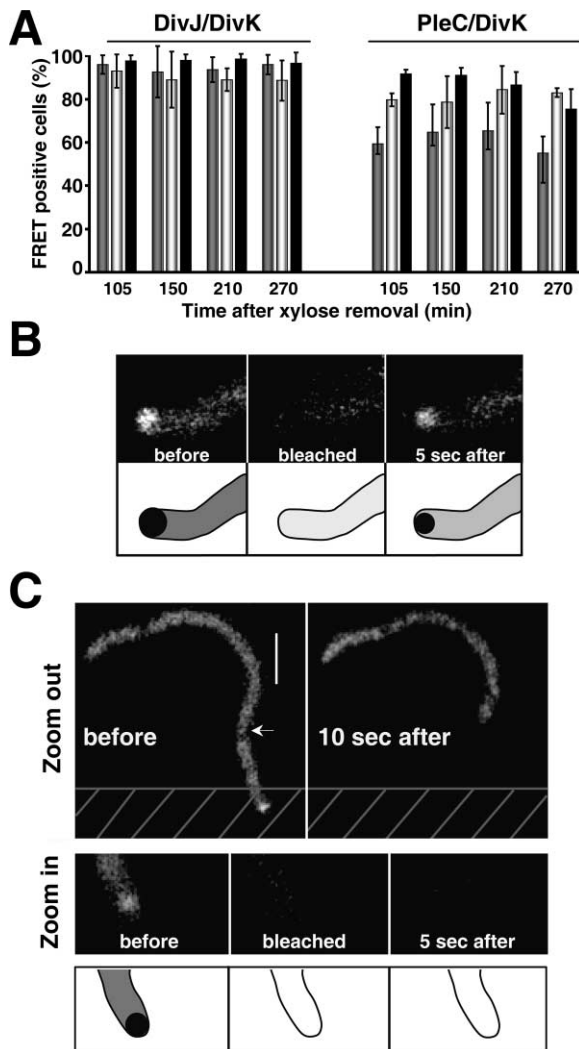 A
DivJ/DivK
PleC/DivK
FRET positive cells (%)
100
80
60
40
20
0
105 150 210 270 105 150 210 270
Time after xylose removal (min)
B
before bleached 5 sec after
C
Zoom out
before 10 sec after
Zoom in
before bleached 5 sec after